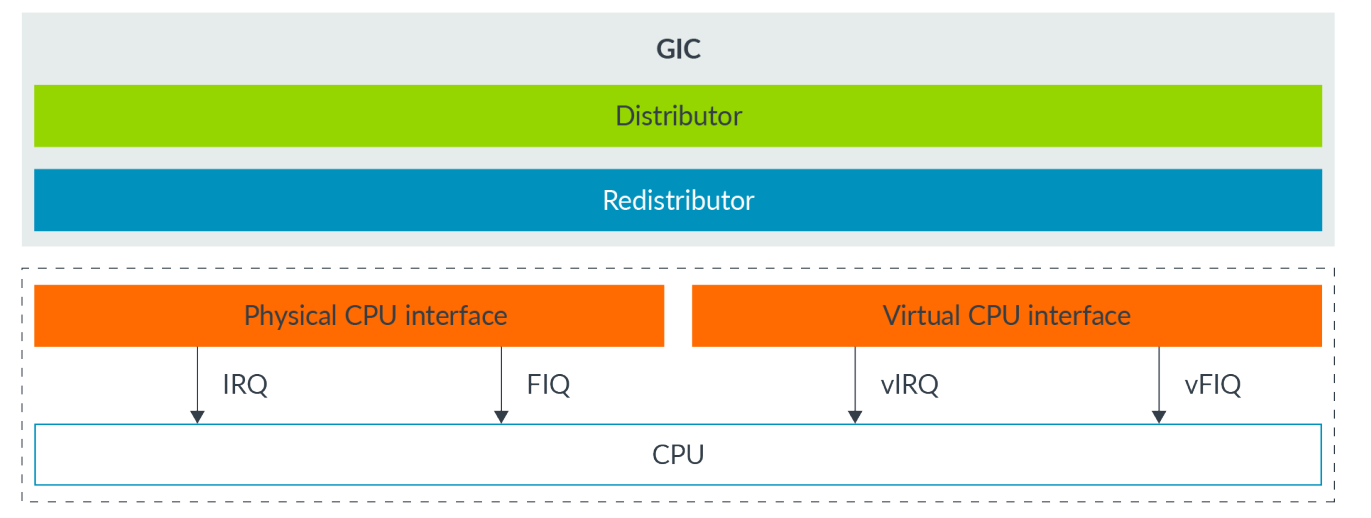 GIC
Distributor
Redistributor
Physical CPU interface
Virtual CPU interface
IRQ
FIQ
vIRQ
vFIQ
CPU